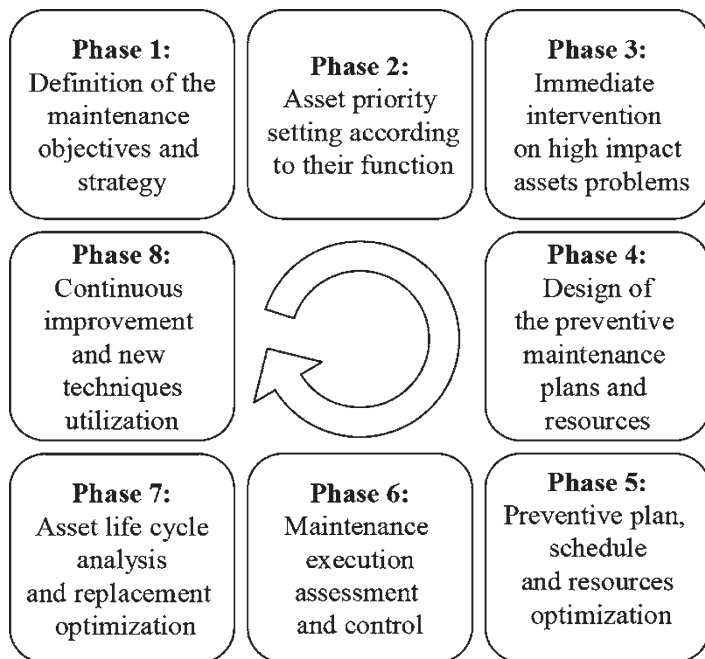 Phase 1:
Definition of the
maintenance
objectives and
strategy
Phase 2:
Asset priority
setting according
to their function
Phase 3:
Immediate
intervention
on high impact
assets problems
Phase 4:
Design of
the preventive
maintenance
plans and
resources
Phase 5:
Preventive plan,
schedule
and resources
optimization
Phase 6:
Maintenance
execution
assessment
and control
Phase 7:
Asset life cycle
analysis
and replacement
optimization
Phase 8:
Continuous
improvement
and new
techniques
utilization